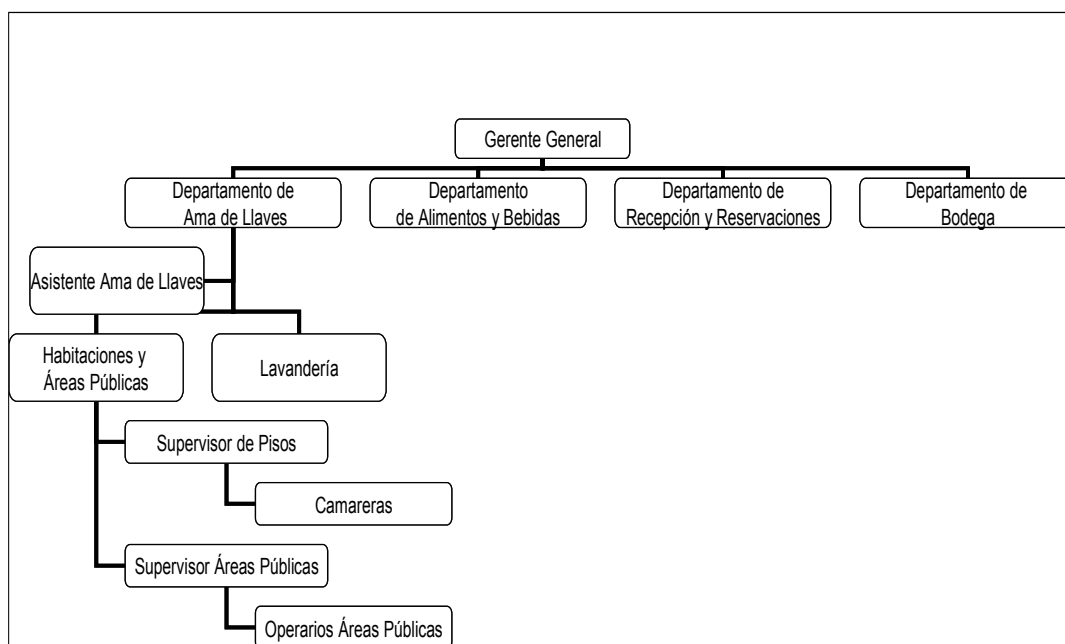 Gerente General
Departamento de
Ama de Llaves
Departamento
de Alimentos y Bebidas
Departamento de
Recepción y Reservaciones
Departamento de
Bodega
Asistente Ama de Llaves
Habitaciones y
Áreas Públicas
Lavandería
Supervisor de Pisos
Camareras
Supervisor Áreas Públicas
Operarios Áreas Públicas